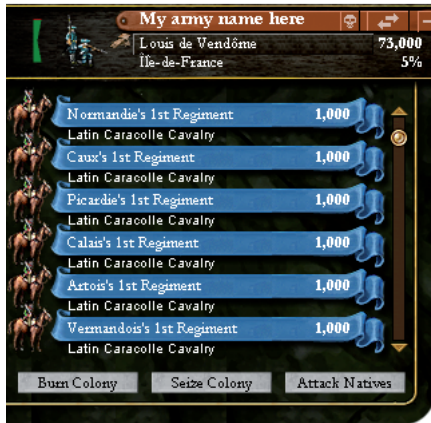 My army name here
Louis de Vendôme 73,000
Île-de-France 5%
Normandie's 1st Regiment 1,000
Latin Caracolle Cavalry
Caux's 1st Regiment 1,000
Latin Caracolle Cavalry
Picardie's 1st Regiment 1,000
Latin Caracolle Cavalry
Calais's 1st Regiment 1,000
Latin Caracolle Cavalry
Artois's 1st Regiment 1,000
Latin Caracolle Cavalry
Vermandois's 1st Regiment 1,000
Latin Caracolle Cavalry
Burn Colony Seize Colony Attack Natives